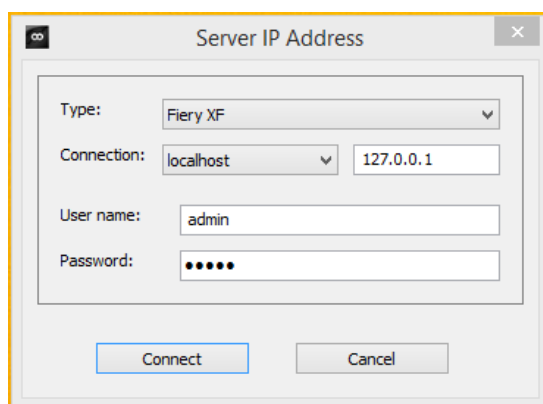 Server IP Address
Type: Fiery XF
Connection: localhost 127.0.0.1
User name: admin
Password: •••••
Connect Cancel